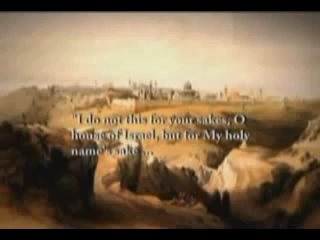 "I do not this for your sakes, O
house of Israel, but for My holy
name's sake ...